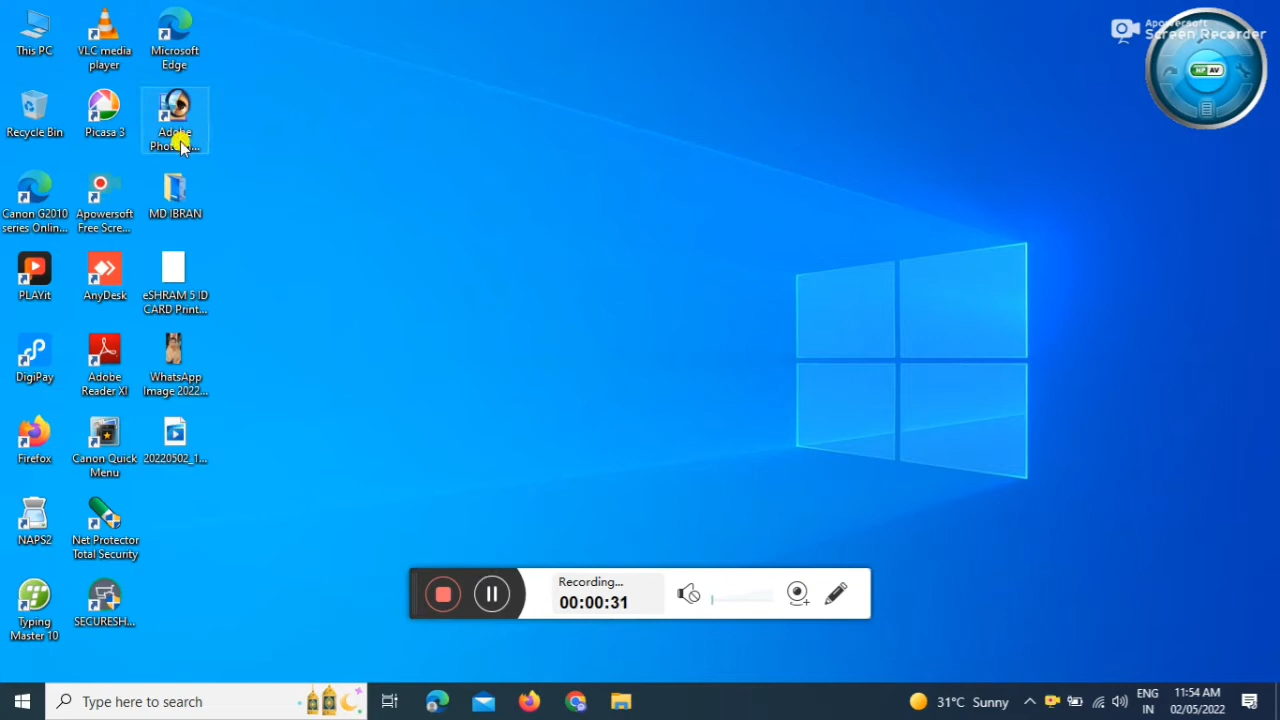 This PC
VLC media
player
Microsoft
Edge
Recycle Bin
Picasa 3
Adobe
Canon G2010
series Onlin...
Apowersoft
Free Scre...
MD IBRAN
PLAYit
AnyDesk
eSHRAM 5 ID
CARD Print...
DigiPay
Adobe
Reader XI
WhatsApp
Image 2022...
Firefox
Canon Quick
Menu
20220502_1...
NAPS2
Net Protector
Total Security
Typing
Master 10
SECURESH...
Apowersoft
Screen Recorder
NP AV
Recording...
00:00:31
Type here to search
31°C Sunny
ENG
IN
11:54 AM
02/05/2022